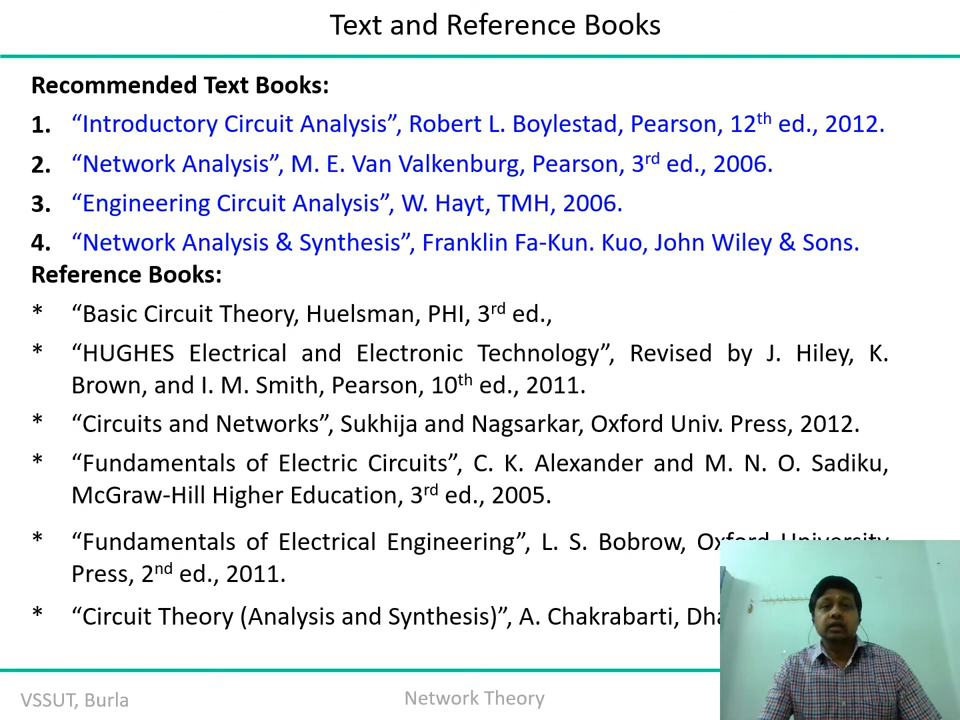 Text and Reference Books
Recommended Text Books:
1. “Introductory Circuit Analysis”, Robert L. Boylestad, Pearson, 12th ed., 2012.
2. “Network Analysis”, M. E. Van Valkenburg, Pearson, 3rd ed., 2006.
3. “Engineering Circuit Analysis”, W. Hayt, TMH, 2006.
4. “Network Analysis & Synthesis”, Franklin Fa-Kun. Kuo, John Wiley & Sons.
Reference Books:
* “Basic Circuit Theory, Huelsman, PHI, 3rd ed.,
* “HUGHES Electrical and Electronic Technology”, Revised by J. Hiley, K.
Brown, and I. M. Smith, Pearson, 10th ed., 2011.
* “Circuits and Networks”, Sukhija and Nagsarkar, Oxford Univ. Press, 2012.
* “Fundamentals of Electric Circuits”, C. K. Alexander and M. N. O. Sadiku,
McGraw-Hill Higher Education, 3rd ed., 2005.
* “Fundamentals of Electrical Engineering”, L. S. Bobrow, Oxford University
Press, 2nd ed., 2011.
* “Circuit Theory (Analysis and Synthesis)”, A. Chakrabarti,
VSSUT, Burla
Network Theory